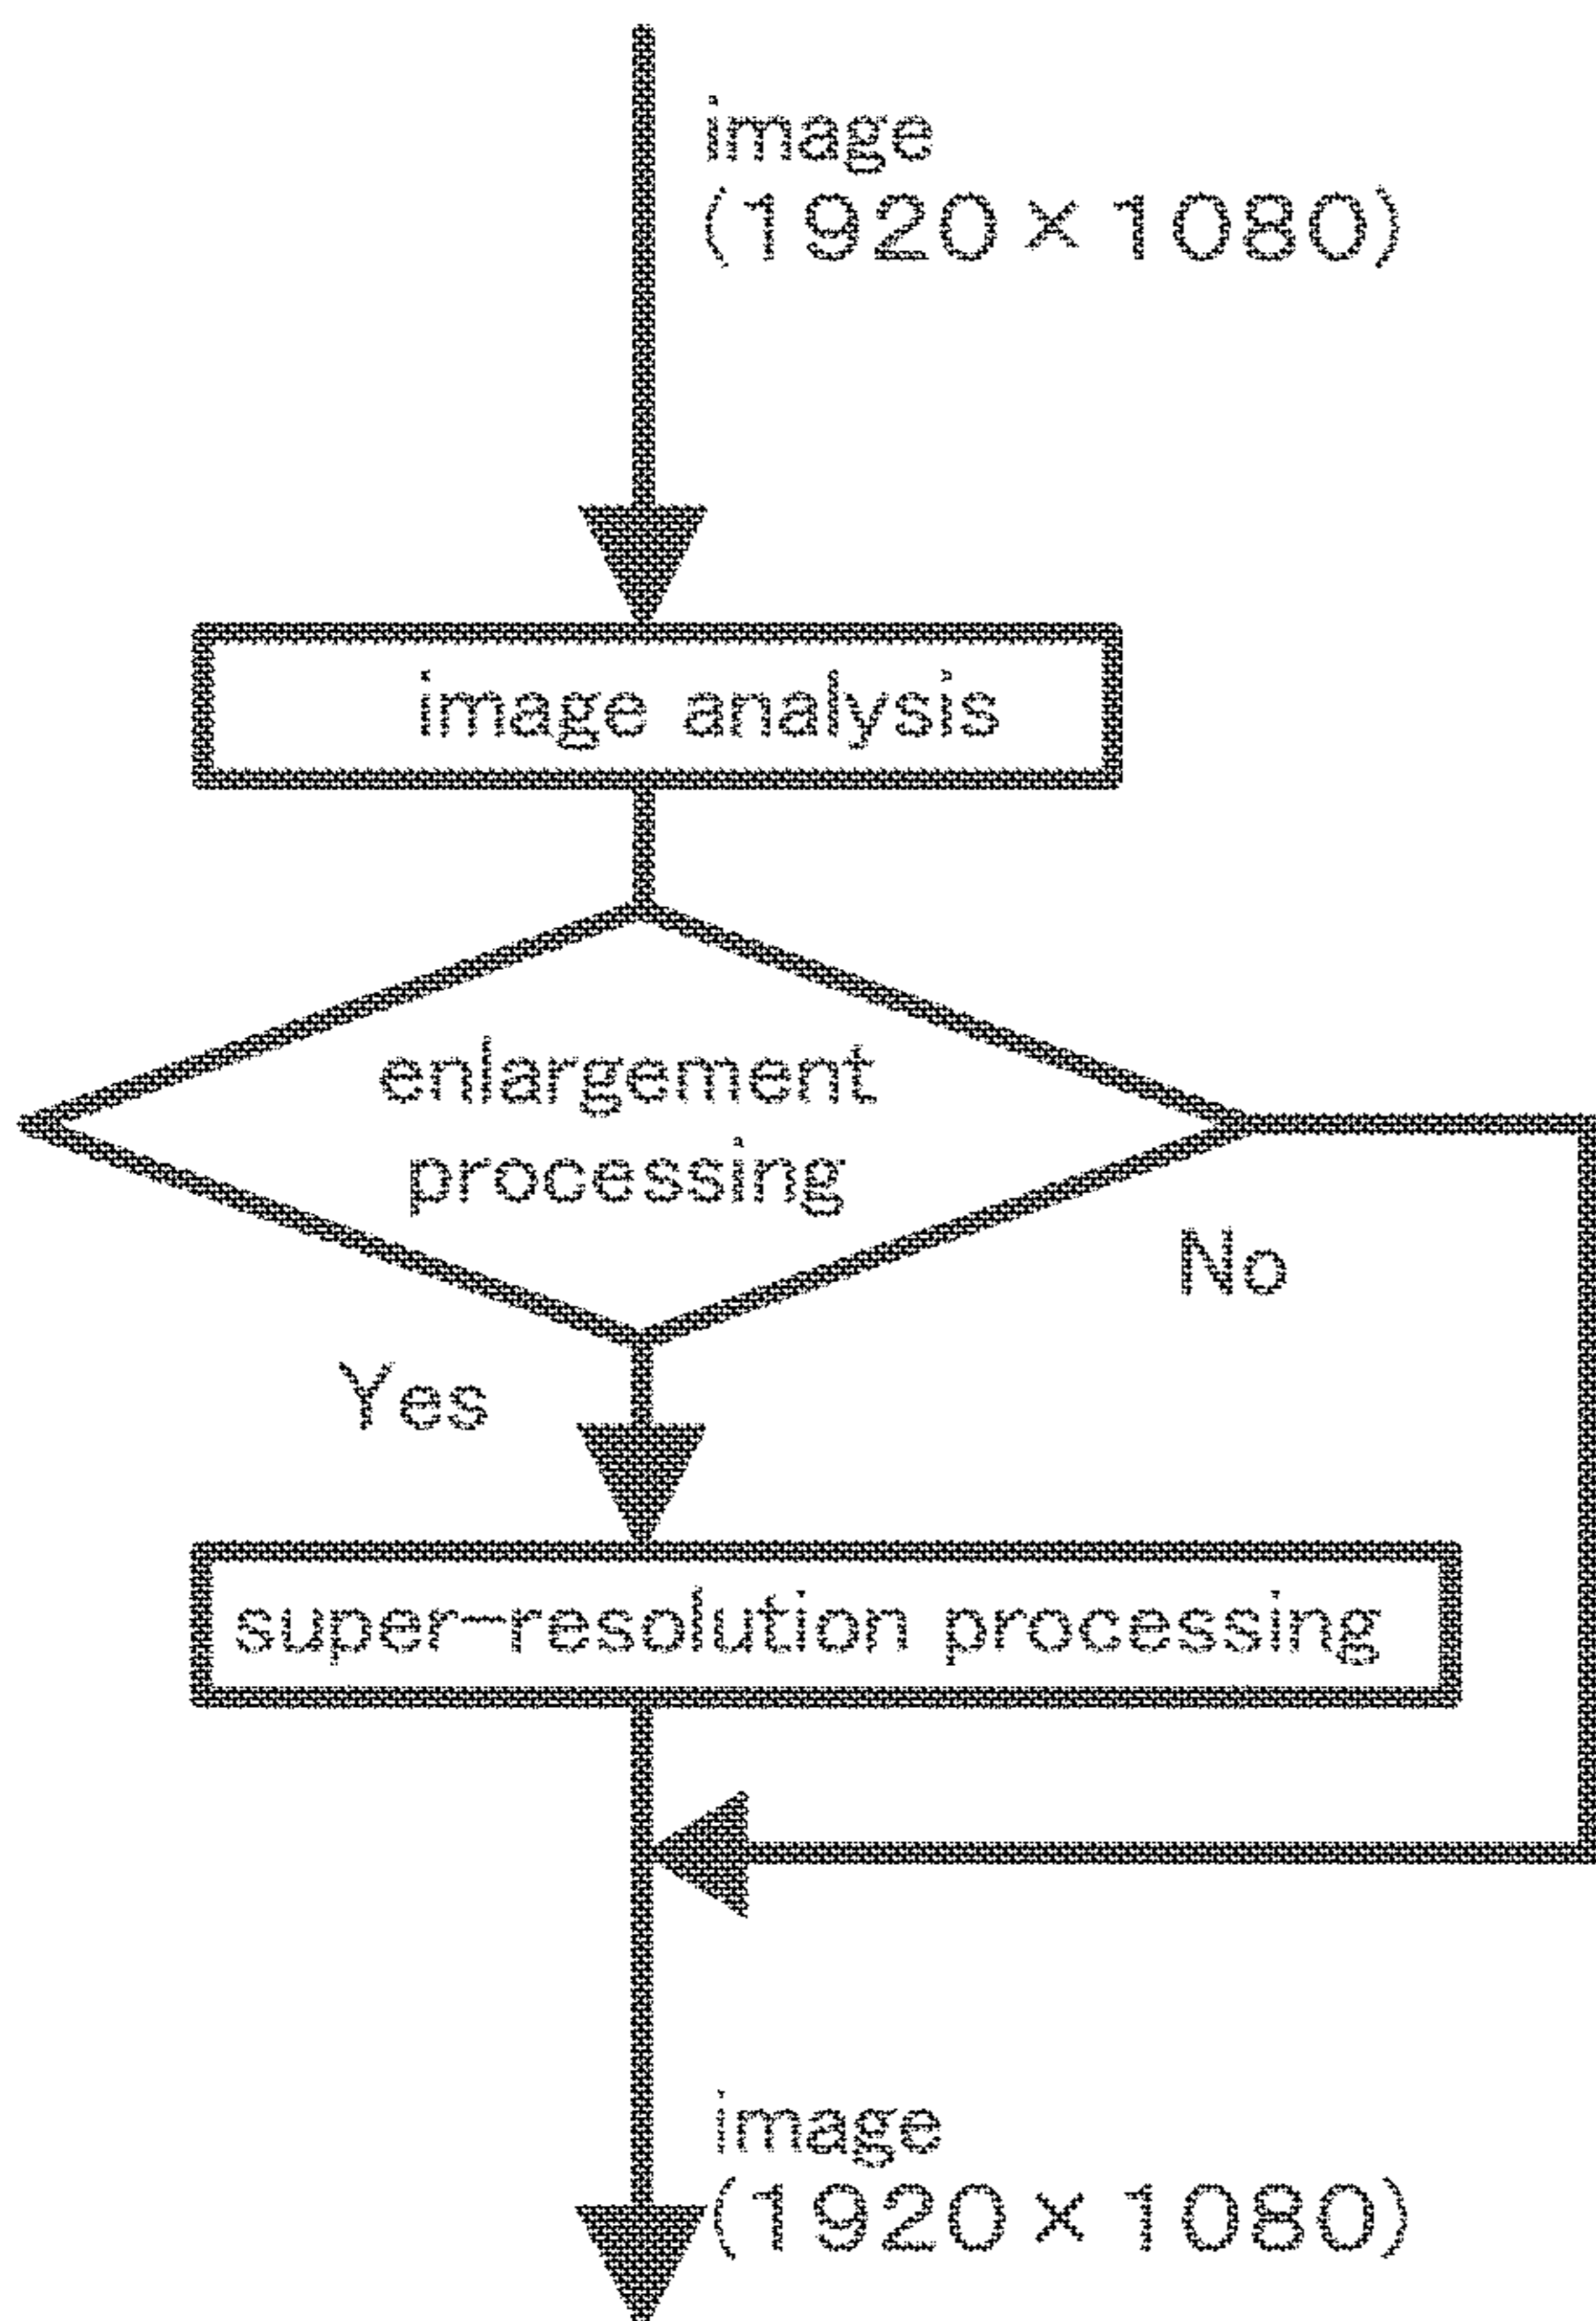 image
(1920×1080)
image analysis
enlargement
processing
No
Yes
super-resolution processing
image
(1920×1080)